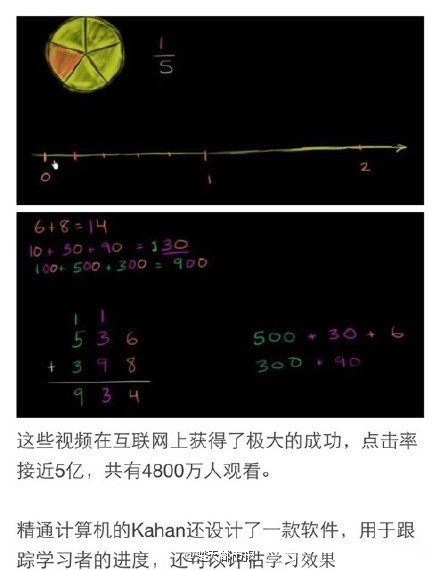 1
5
0
1
2
6+8=14
10+30+90 = 130
100+ 500 + 300 = 900
1 1
5 3 6
+ 3 9 8
9 3 4
500 + 30 + 6
300 + 90
这些视频在互联网上获得了极大的成功，点击率
接近5亿，共有4800万人观看。
精通计算机的Kahan还设计了一款软件，用于跟
踪学习者的进度，还可以评估学习效果